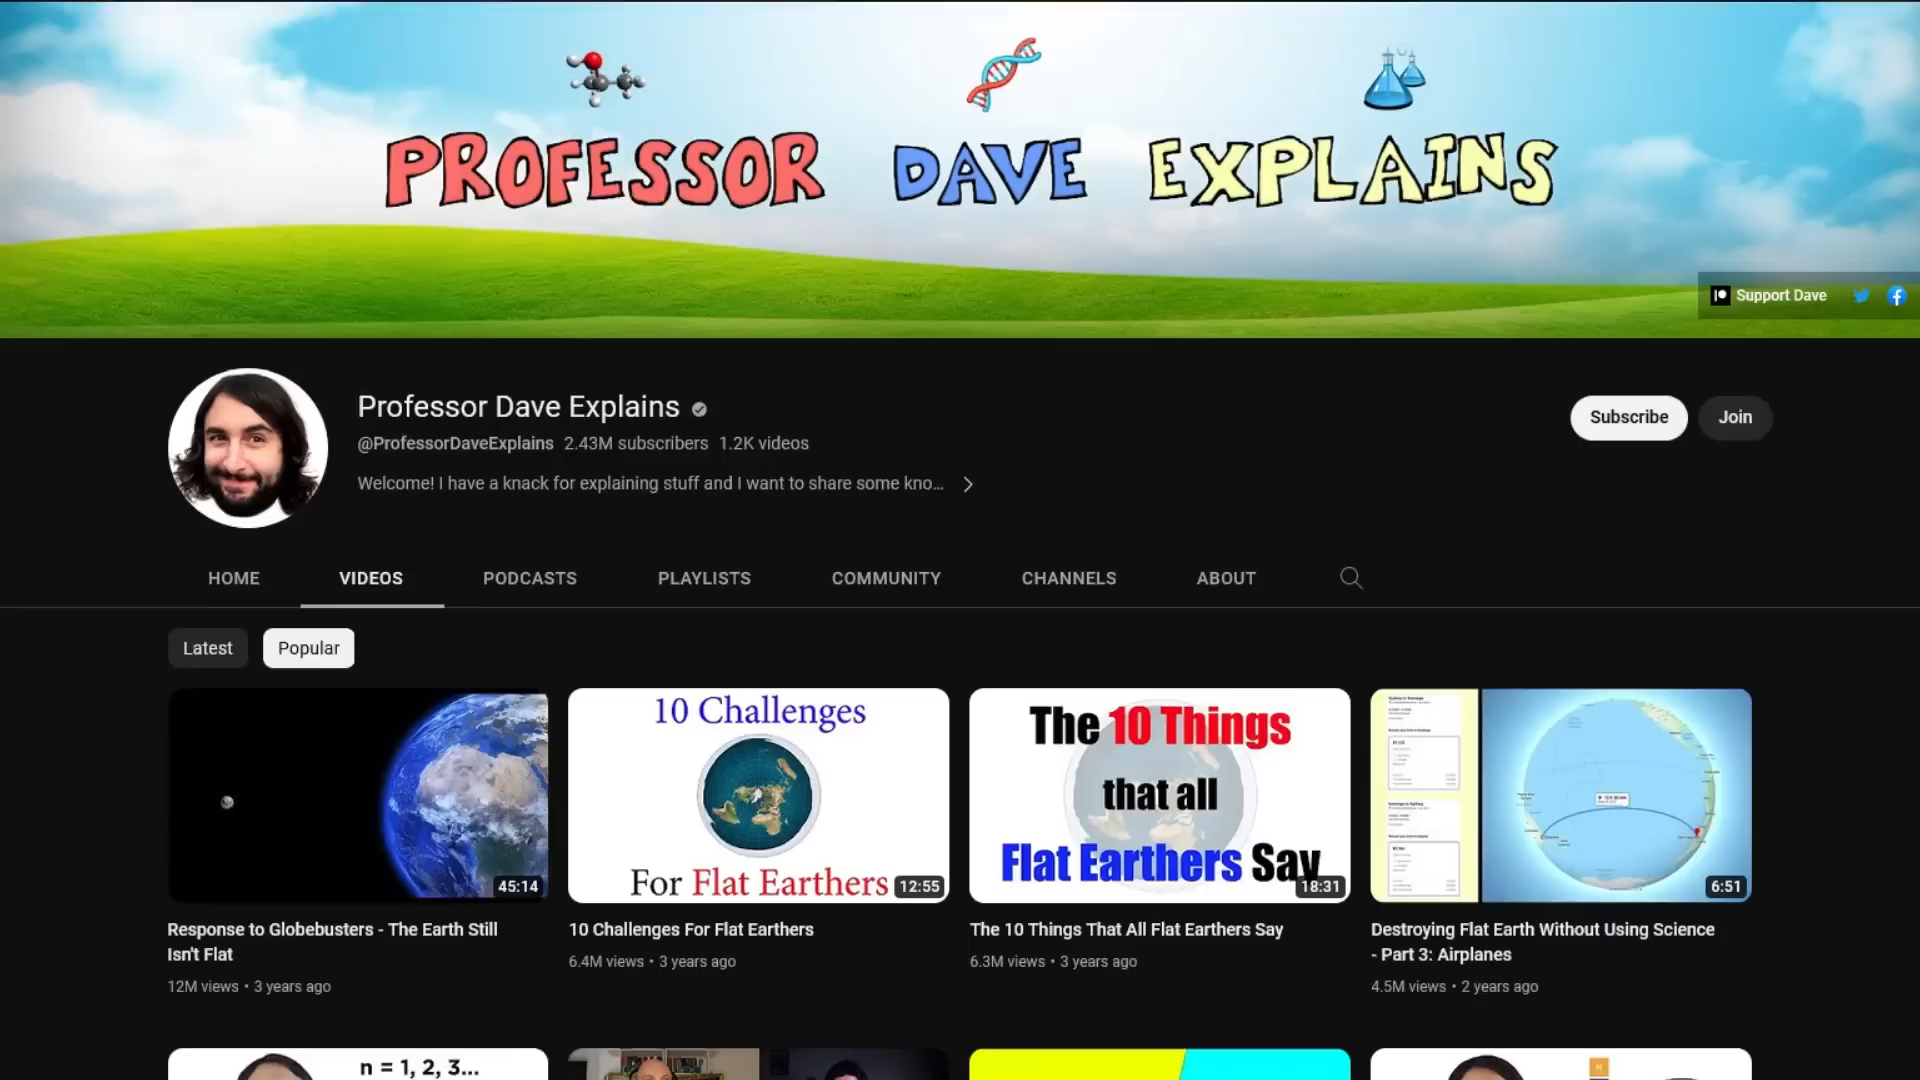 PROFESSOR DAVE EXPLAINS
Support Dave
Professor Dave Explains
@ProfessorDaveExplains 2.43M subscribers 1.2K videos
Welcome! I have a knack for explaining stuff and I want to share some kno...
Subscribe
Join
HOME VIDEOS PODCASTS PLAYLISTS COMMUNITY CHANNELS ABOUT
Latest Popular
45:14
Response to Globebusters - The Earth Still
Isn't Flat
12M views • 3 years ago
10 Challenges
For Flat Earthers
12:55
10 Challenges For Flat Earthers
6.4M views • 3 years ago
The 10 Things
that all
Flat Earthers Say
18:31
The 10 Things That All Flat Earthers Say
6.3M views • 3 years ago
6:51
Destroying Flat Earth Without Using Science
- Part 3: Airplanes
4.5M views • 2 years ago
n = 1, 2, 3...
H